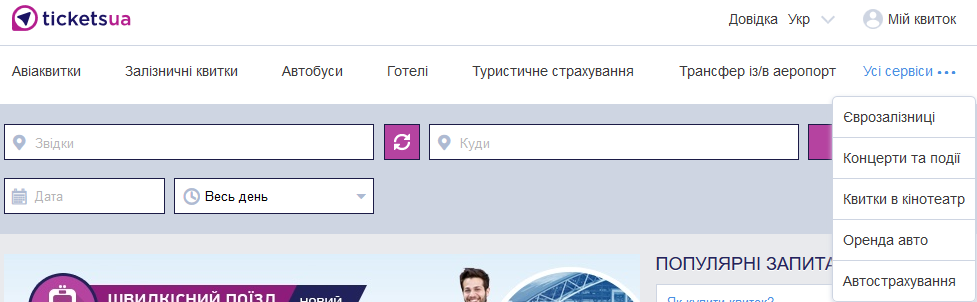 ticketsua
Довідка Укр Мій квиток
Авіаквитки Залізничні квитки Автобуси Готелі Туристичне страхування Трансфер із/в аеропорт Усі сервіси
Єврозалізниці
Звідки Куди
Концерти та події
Дата Весь день
Квитки в кінотеатр
Оренда авто
ПОПУЛЯРНІ ЗАПИТА
Автострахування
ШВИДКІСНИЙ ПОЇЗД НОВИЙ
Як купити квиток?